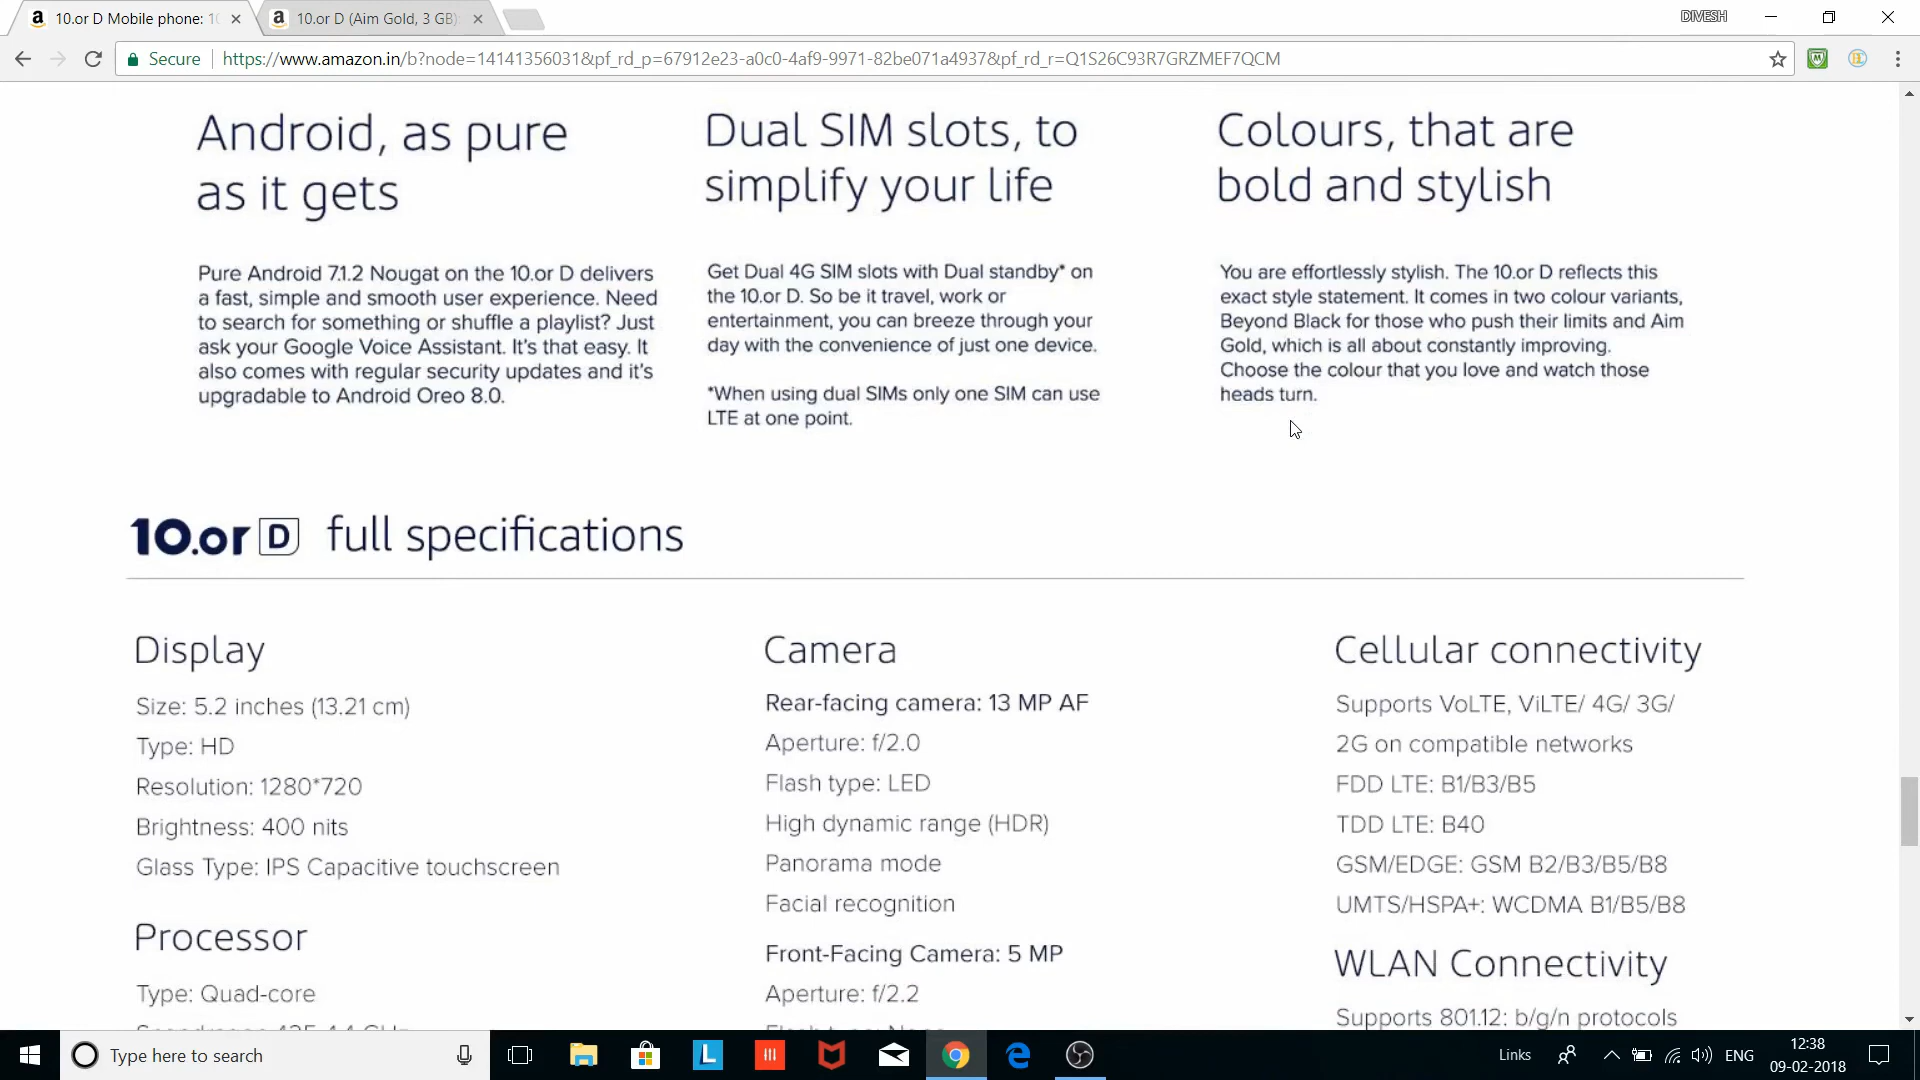 10.or D Mobile phone: 10
10.or D (Aim Gold, 3 GB)
DIVESH
Secure
https://www.amazon.in/b?node=14141356031&pf_rd_p=67912e23-a0c0-4af9-9971-82be071a4937&pf_rd_r=Q1S26C93R7GRZMEF7QCM
Android, as pure
as it gets
Pure Android 7.1.2 Nougat on the 10.or D delivers
a fast, simple and smooth user experience. Need
to search for something or shuffle a playlist? Just
ask your Google Voice Assistant. It's that easy. It
also comes with regular security updates and it's
upgradable to Android Oreo 8.0.
Dual SIM slots, to
simplify your life
Get Dual 4G SIM slots with Dual standby* on
the 10.or D. So be it travel, work or
entertainment, you can breeze through your
day with the convenience of just one device.
*When using dual SIMs only one SIM can use
LTE at one point.
Colours, that are
bold and stylish
You are effortlessly stylish. The 10.or D reflects this
exact style statement. It comes in two colour variants,
Beyond Black for those who push their limits and Aim
Gold, which is all about constantly improving.
Choose the colour that you love and watch those
heads turn.
10.or D full specifications
Display
Size: 5.2 inches (13.21 cm)
Type: HD
Resolution: 1280*720
Brightness: 400 nits
Glass Type: IPS Capacitive touchscreen
Processor
Type: Quad-core
Camera
Rear-facing camera: 13 MP AF
Aperture: f/2.0
Flash type: LED
High dynamic range (HDR)
Panorama mode
Facial recognition
Front-Facing Camera: 5 MP
Aperture: f/2.2
Cellular connectivity
Supports VoLTE, ViLTE/ 4G/ 3G/
2G on compatible networks
FDD LTE: B1/B3/B5
TDD LTE: B40
GSM/EDGE: GSM B2/B3/B5/B8
UMTS/HSPA+: WCDMA B1/B5/B8
WLAN Connectivity
Supports 801.12: b/g/n protocols
Type here to search
Links
ENG
12:38
09-02-2018